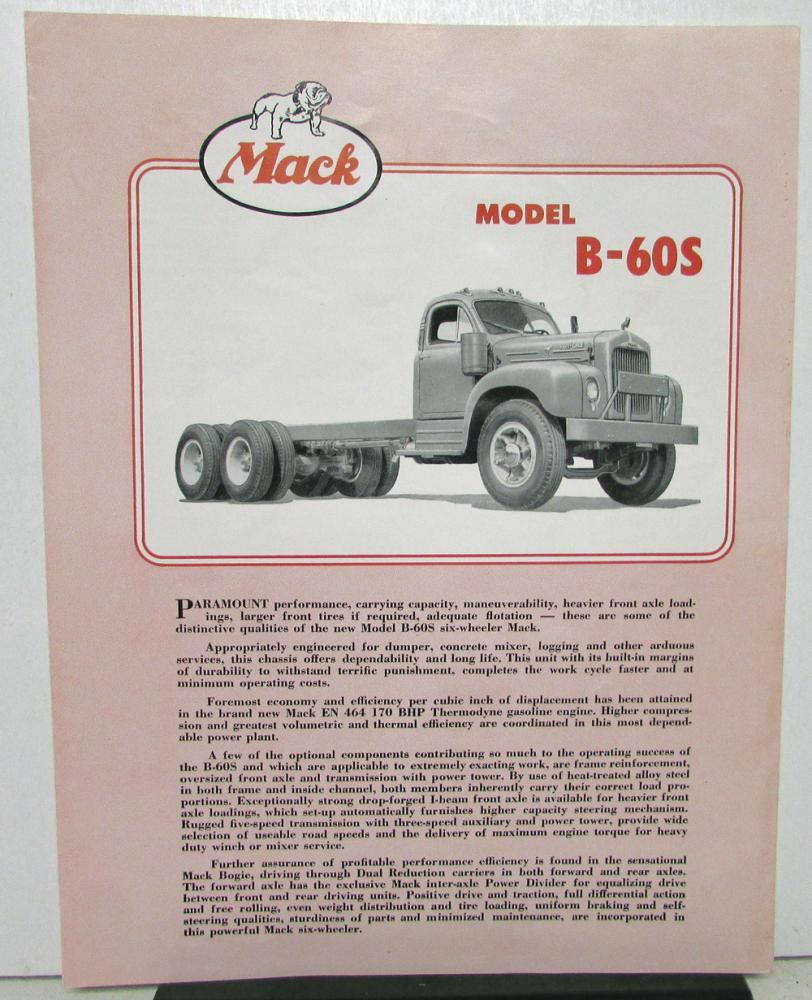 Mack
MODEL
B-60S
PARAMOUNT performance, carrying capacity, maneuverability, heavier front axle load-
ings, larger front tires if required, adequate flotation — these are some of the
distinctive qualities of the new Model B-60S six-wheeler Mack.
Appropriately engineered for dumper, concrete mixer, logging and other arduous
services, this chassis offers dependability and long life. This unit with its built-in margins
of durability to withstand terrific punishment, completes the work cycle faster and at
minimum operating costs.
Foremost economy and efficiency per cubic inch of displacement has been attained
in the brand new Mack EN 464 170 BHP Thermodyne gasoline engine. Higher compres-
sion and greatest volumetric and thermal efficiency are coordinated in this most depend-
able power plant.
A few of the optional components contributing so much to the operating success of
the B-60S and which are applicable to extremely exacting work, are frame reinforcement,
oversized front axle and transmission with power tower. By use of heat-treated alloy steel
in both frame and inside channel, both members inherently carry their correct load pro-
portions. Exceptionally strong drop-forged I-beam front axle is available for heavier front
axle loadings, which set-up automatically furnishes higher capacity steering mechanism.
Rugged five-speed transmission with three-speed auxiliary and power tower, provide wide
selection of useable road speeds and the delivery of maximum engine torque for heavy
duty winch or mixer service.
Further assurance of profitable performance efficiency is found in the sensational
Mack Bogie, driving through Dual Reduction carriers in both forward and rear axles.
The forward axle has the exclusive Mack inter-axle Power Divider for equalizing drive
between front and rear driving units. Positive drive and traction, full differential action
and free rolling, even weight distribution and tire loading, uniform braking and self-
steering qualities, sturdiness of parts and minimized maintenance, are incorporated in
this powerful Mack six-wheeler.